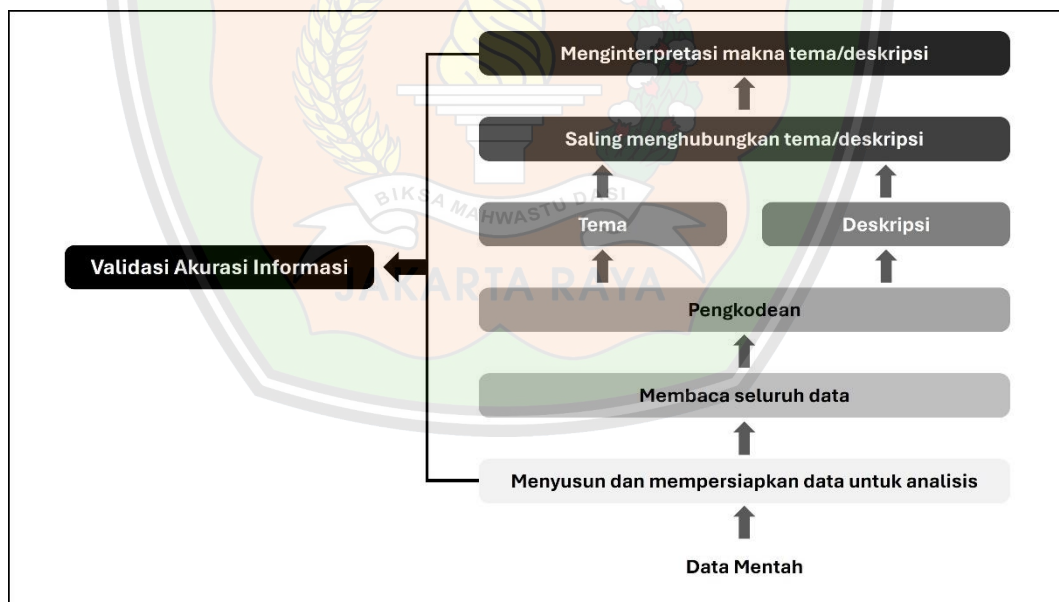 Menginterpretasi makna tema/deskripsi
Saling menghubungkan tema/deskripsi
BIKSA MAHWASTU DASI
Tema
Deskripsi
Validasi Akurasi Informasi
JAKARTA RAYA
Pengkodean
Membaca seluruh data
Menyusun dan mempersiapkan data untuk analisis
Data Mentah